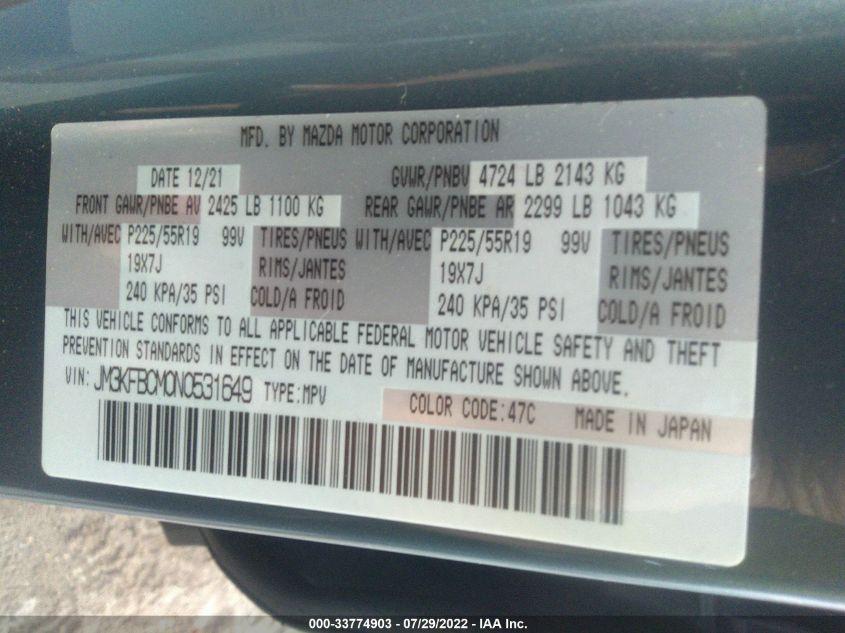 MFD. BY MAZDA MOTOR CORPORATION
DATE 12/21 GVWR/PNBV 4724 LB 2143 KG
FRONT GAWR/PNBE AV 2425 LB 1100 KG REAR GAWR/PNBE AR 2299 LB 1043 KG
WITH/AVEC P225/55R19 99V TIRES/PNEUS WITH/AVEC P225/55R19 99V TIRES/PNEUS
19X7J RIMS/JANTES 19X7J RIMS/JANTES
240 KPA/35 PSI COLD/A FROID 240 KPA/35 PSI COLD/A FROID
THIS VEHICLE CONFORMS TO ALL APPLICABLE FEDERAL MOTOR VEHICLE SAFETY AND THEFT
PREVENTION STANDARDS IN EFFECT ON THE DATE OF MANUFACTURE SHOWN ABOVE.
VIN: JM3KFBCM0N0531649 TYPE:MPV
COLOR CODE:47C MADE IN JAPAN
000-33774903 / 07/29/2022 - IAA Inc.